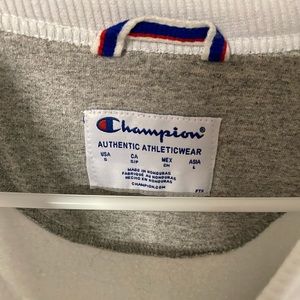 Champion®
AUTHENTIC ATHLETICWEAR
USA CA MEX ASIA
S S/P CH L
MADE IN HONDURAS
FABRIQUÉ AU HONDURAS
HECHO EN HONDURAS
CHAMPION.COM